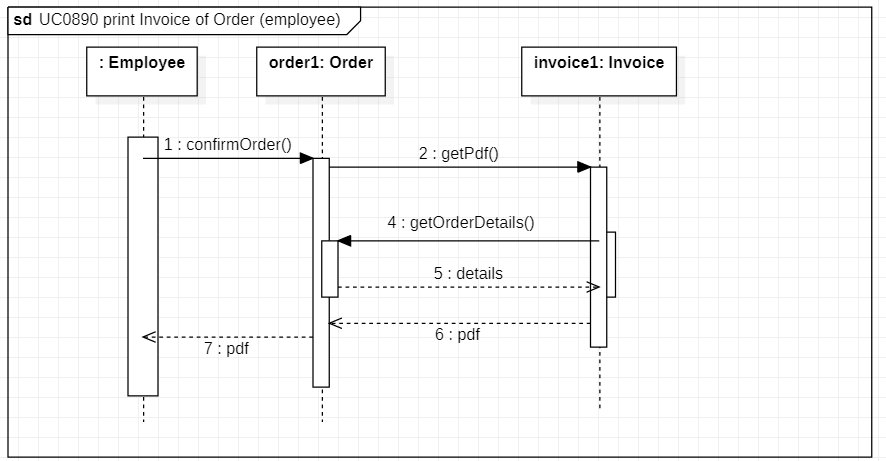 sd UC0890 print Invoice of Order (employee)
: Employee
order1: Order
invoice1: Invoice
1 : confirmOrder()
2 : getPdf()
4 : getOrderDetails()
5 : details
6 : pdf
7 : pdf